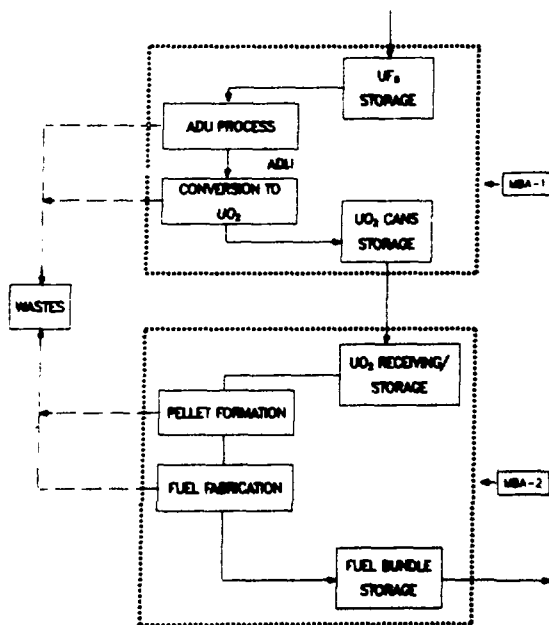 UF₆
STORAGE
ADU PROCESS
ADU
CONVERSION TO
UO₂
MBA-1
UO₂ CANS
STORAGE
WASTES
UO₂ RECEIVING/
STORAGE
PELLET FORMATION
FUEL FABRICATION
MBA-2
FUEL BUNDLE
STORAGE